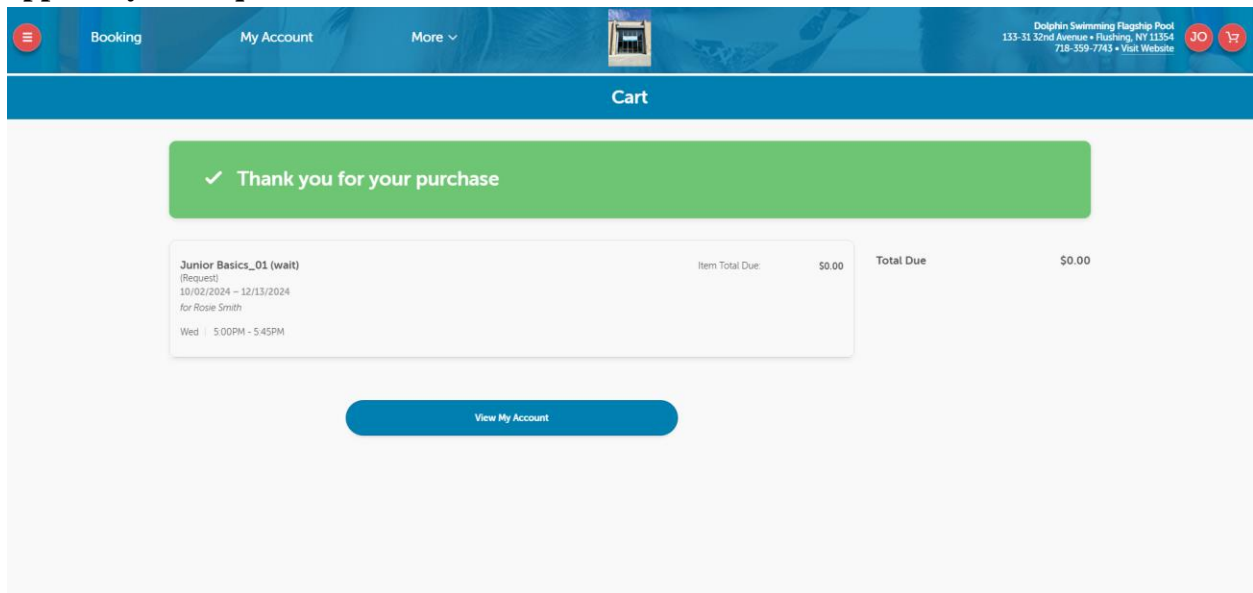 Booking
My Account
More
Dolphin Swimming Flagship Pool
133-31 32nd Avenue • Flushing, NY 11354
718-359-7743 • Visit Website
JO
Cart
Thank you for your purchase
Junior Basics_01 (wait)
(Request)
10/02/2024 – 12/13/2024
for Rosie Smith
Wed | 5:00PM - 5:45PM
Item Total Due: $0.00
Total Due $0.00
View My Account